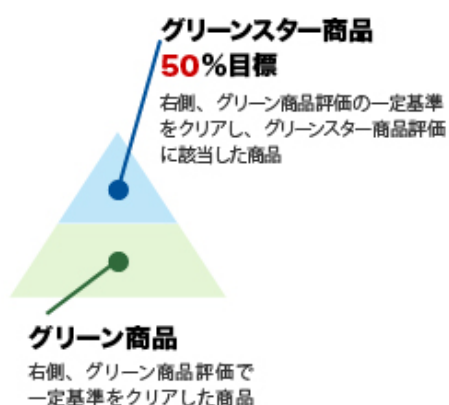 グリーンスター商品
50%目標
右側、グリーン商品評価の一定基準
をクリアし、グリーンスター商品評価
に該当した商品
グリーン商品
右側、グリーン商品評価で
一定基準をクリアした商品